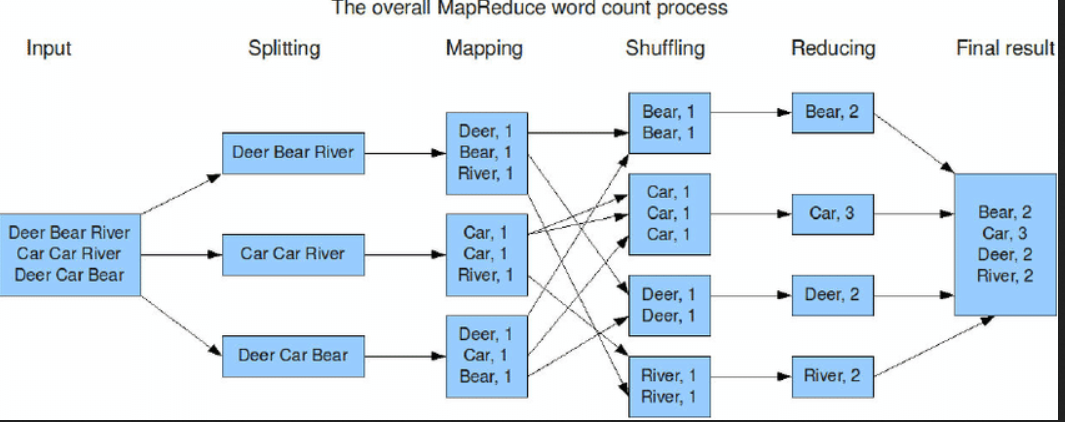 The overall MapReduce word count process
Input
Splitting
Mapping
Shuffling
Reducing
Final result
Deer Bear River
Car Car River
Deer Car Bear
Deer Bear River
Car Car River
Deer Car Bear
Deer, 1
Bear, 1
River, 1
Car, 1
Car, 1
River, 1
Deer, 1
Car, 1
Bear, 1
Bear, 1
Bear, 1
Car, 1
Car, 1
Car, 1
Deer, 1
Deer, 1
River, 1
River, 1
Bear, 2
Car, 3
Deer, 2
River, 2
Bear, 2
Car, 3
Deer, 2
River, 2